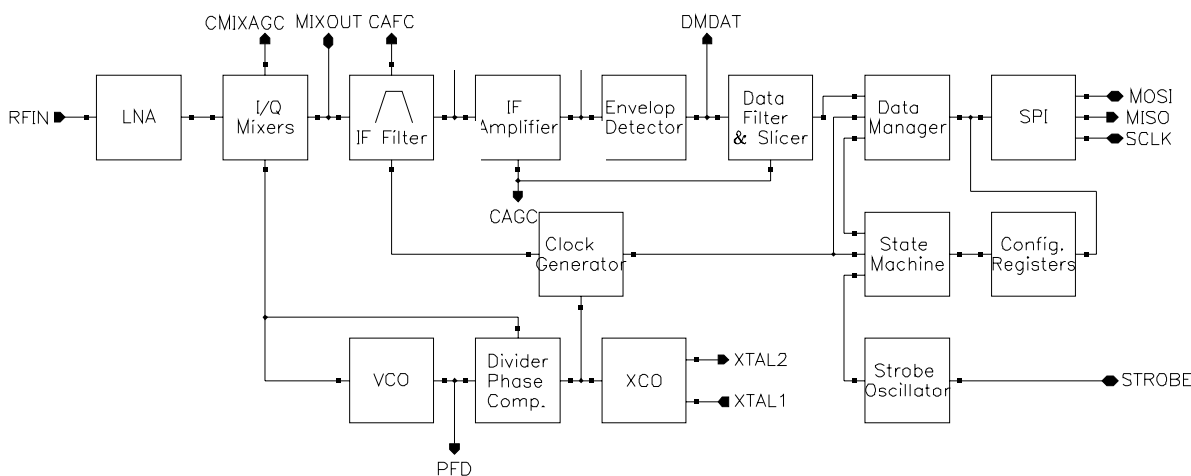 CMIXAGC
MIXOUT
CAFC
DMDAT
RFIN
LNA
I/Q
Mixers
IF Filter
IF
Amplifier
Envelop
Detector
Data
Filter
& Slicer
Data
Manager
SPI
MOSI
MISO
SCLK
CAGC
Clock
Generator
State
Machine
Config.
Registers
VCO
Divider
Phase
Comp.
XCO
XTAL2
XTAL1
Strobe
Oscillator
STROBE
PFD